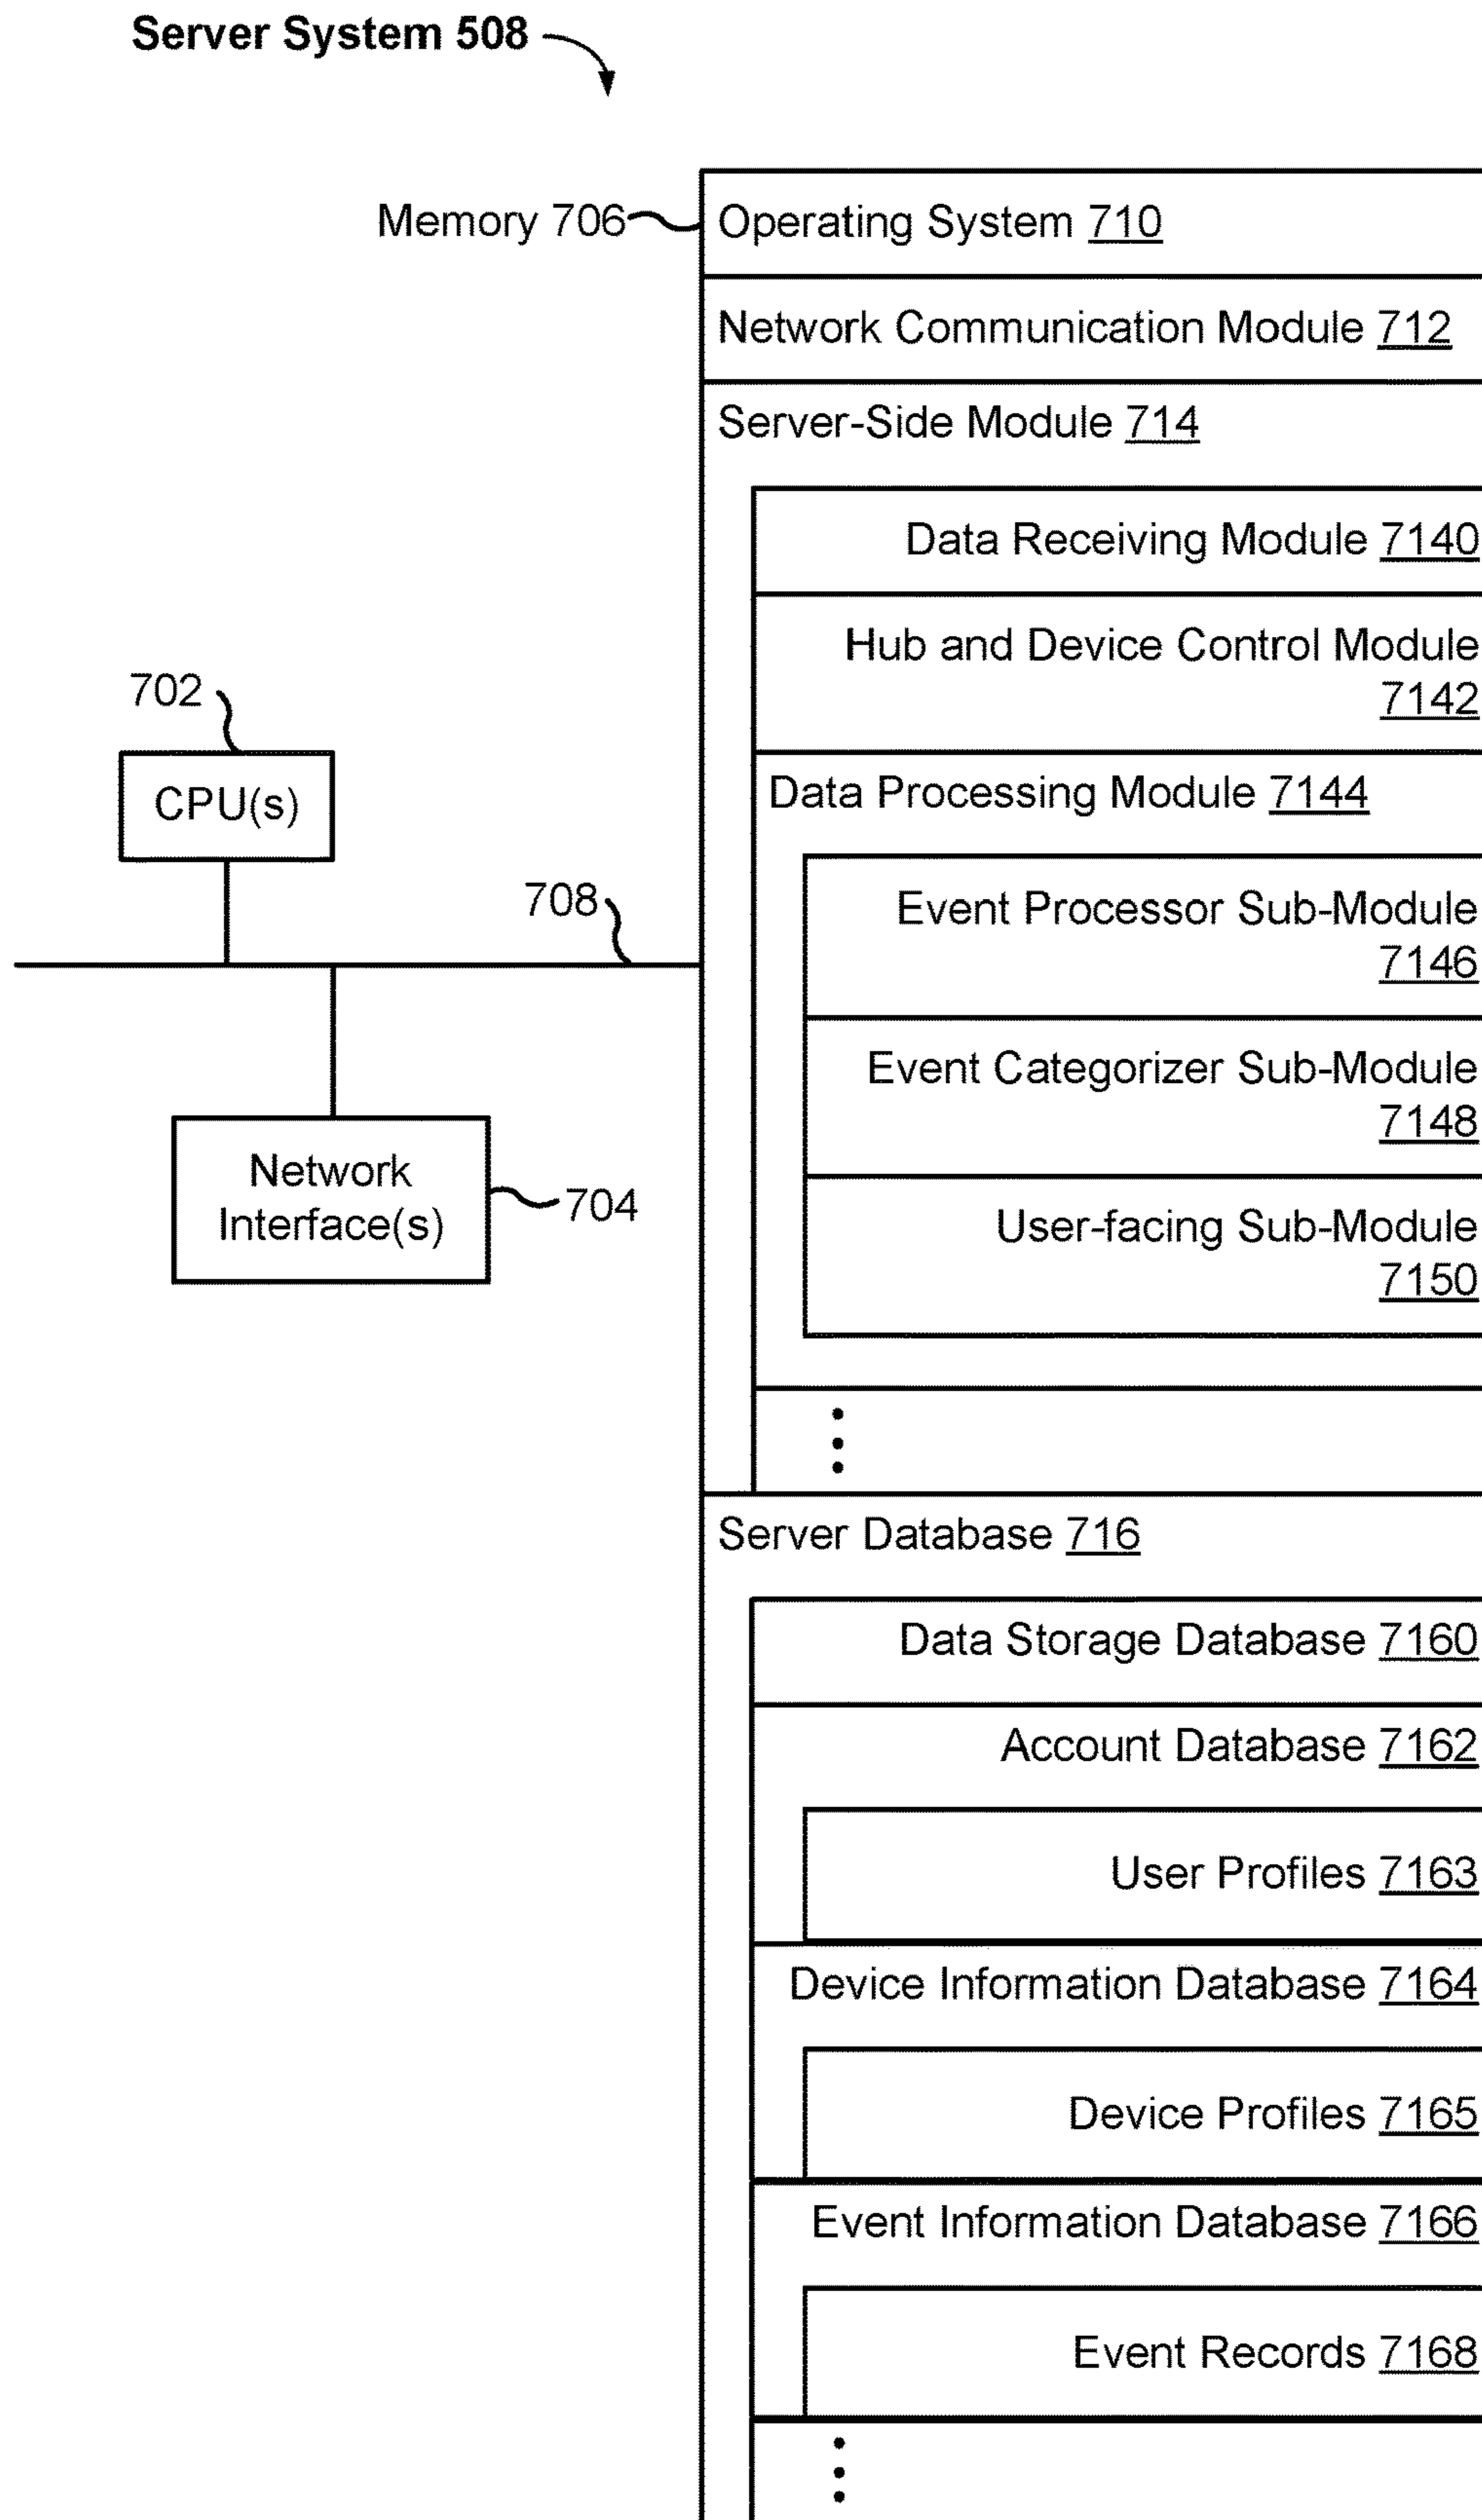 Server System 508
Memory 706
Operating System 710
Network Communication Module 712
Server-Side Module 714
Data Receiving Module 7140
Hub and Device Control Module
7142
702
CPU(s)
Data Processing Module 7144
708
Event Processor Sub-Module
7146
Event Categorizer Sub-Module
7148
Network
Interface(s)
704
User-facing Sub-Module
7150
Server Database 716
Data Storage Database 7160
Account Database 7162
User Profiles 7163
Device Information Database 7164
Device Profiles 7165
Event Information Database 7166
Event Records 7168